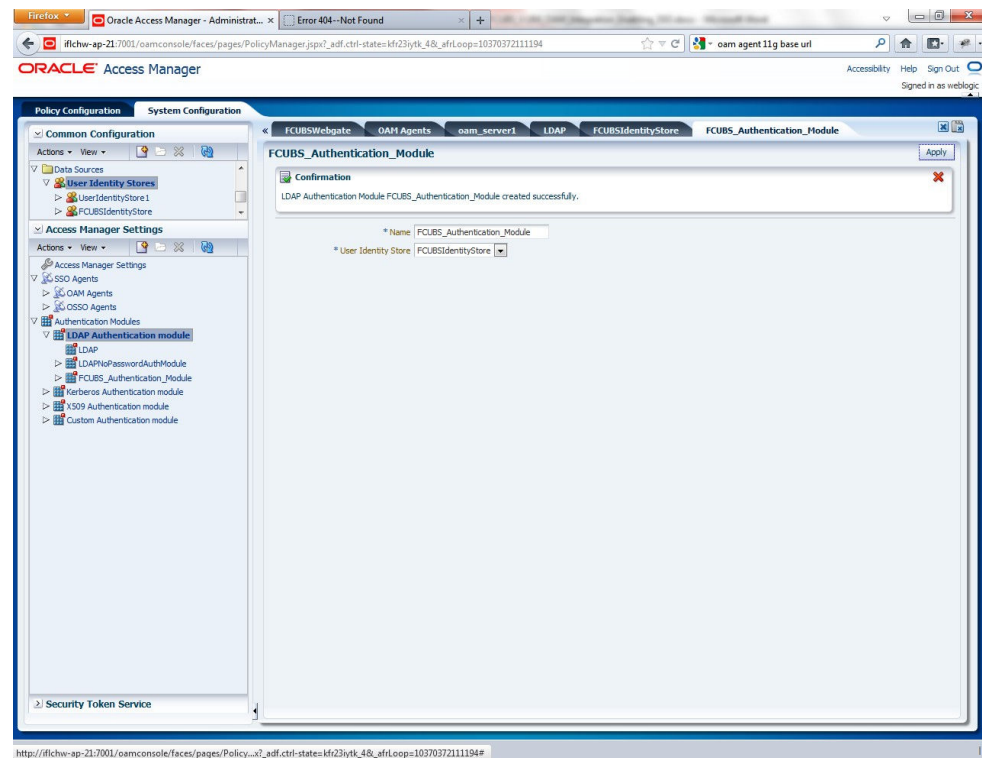 Firefox
Oracle Access Manager - Administrat... ×
Error 404--Not Found ×
+
iflchw-ap-21:7001/oamconsole/faces/pages/PolicyManager.jspx?_adf.ctrl-state=kfr23iytk_4&_afrLoop=10370372111194
oam agent 11g base url
ORACLE Access Manager
Accessibility Help Sign Out
Signed in as weblogic
Policy Configuration System Configuration
Common Configuration
Actions View
Data Sources
User Identity Stores
UserIdentityStore1
FCUBSIdentityStore
Access Manager Settings
Actions View
Access Manager Settings
SSO Agents
OAM Agents
OSSO Agents
Authentication Modules
LDAP Authentication module
LDAP
LDAPNoPasswordAuthModule
FCUBS_Authentication_Module
Kerberos Authentication module
X509 Authentication module
Custom Authentication module
Security Token Service
« FCUBSWebgate OAM Agents oam_server1 LDAP FCUBSIdentityStore FCUBS_Authentication_Module
FCUBS_Authentication_Module
Apply
Confirmation
LDAP Authentication Module FCUBS_Authentication_Module created successfully.
* Name FCUBS_Authentication_Module
* User Identity Store FCUBSIdentityStore
http://iflchw-ap-21:7001/oamconsole/faces/pages/Policy...x?_adf.ctrl-state=kfr23iytk_4&_afrLoop=10370372111194#